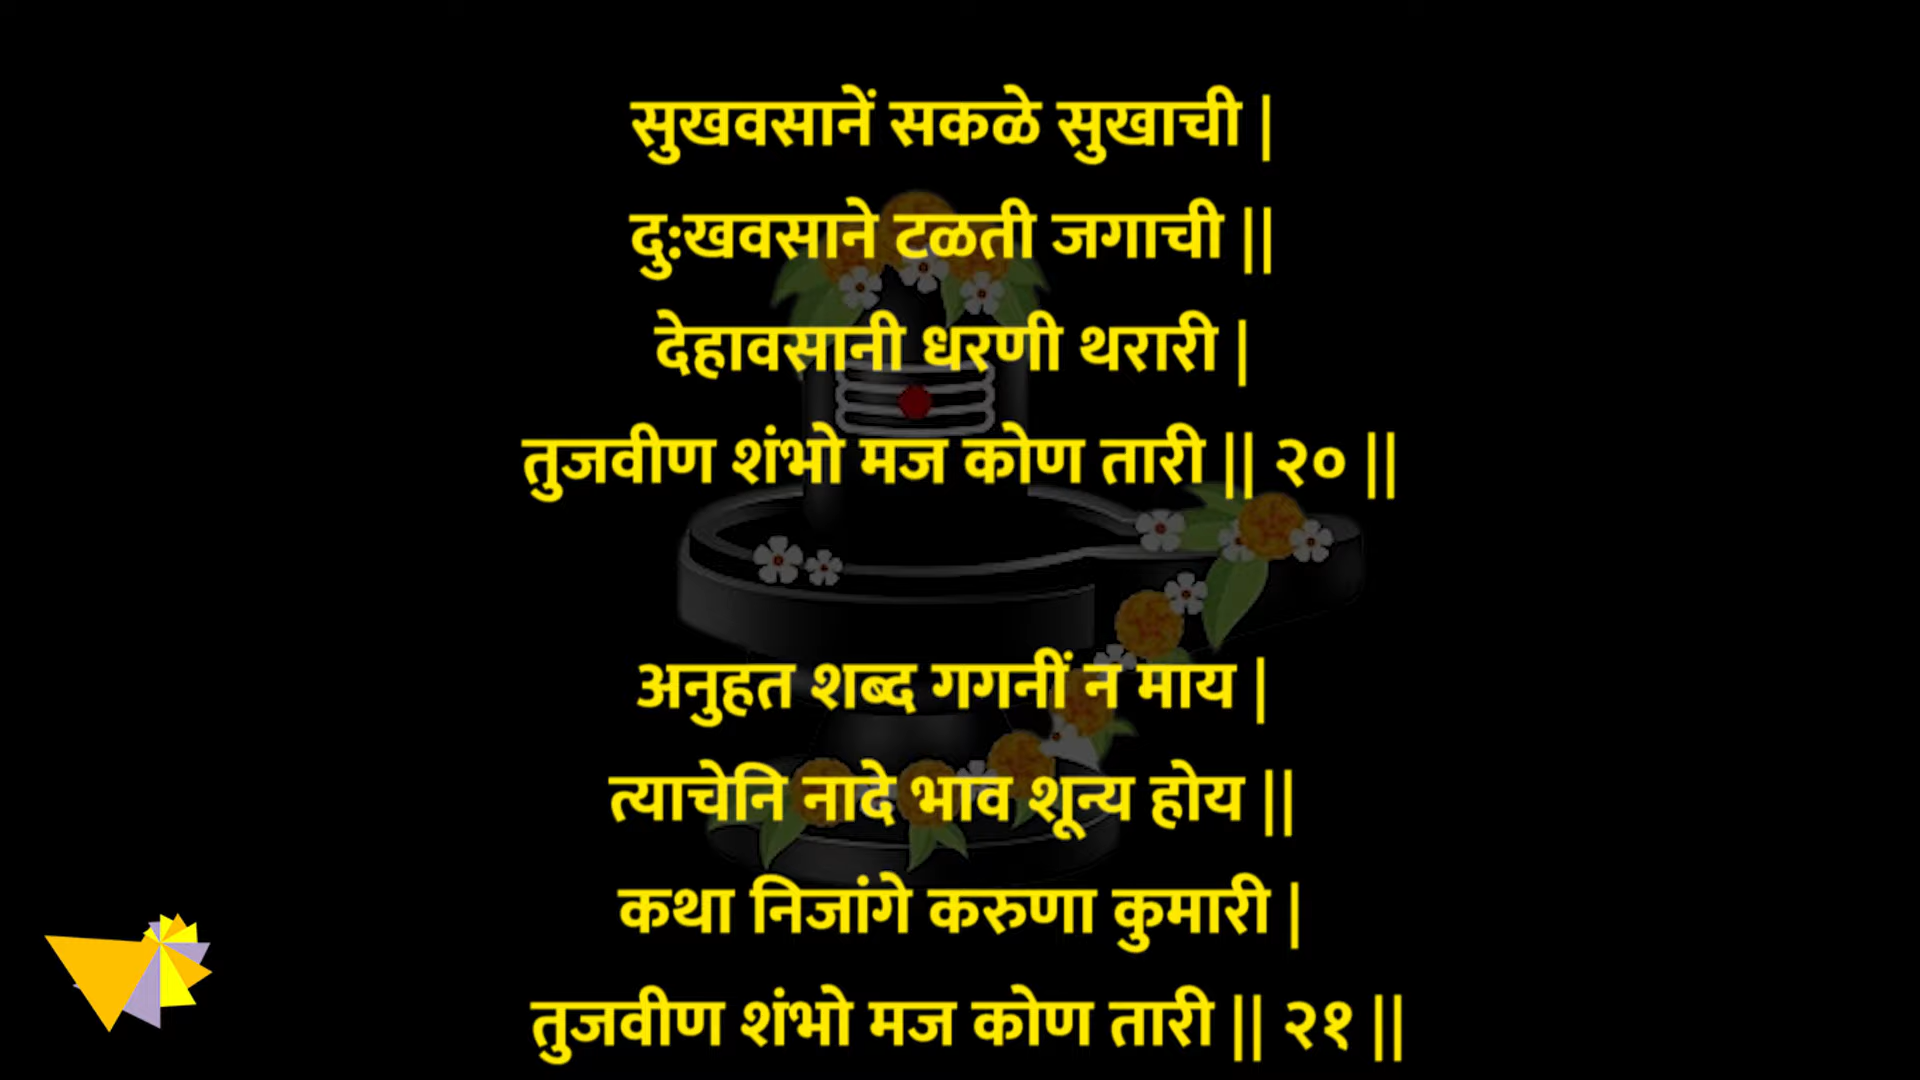 सुखवसानें सकळे सुखाची |
दु:खवसाने टळती जगाची ||
देहावसानी धरणी थरारी |
तुजवीण शंभो मज कोण तारी || २० ||
अनुहत शब्द गगनीं न माय |
त्याचेनि नादे भाव शून्य होय ||
कथा निजांगे करुणा कुमारी |
तुजवीण शंभो मज कोण तारी || २१ ||